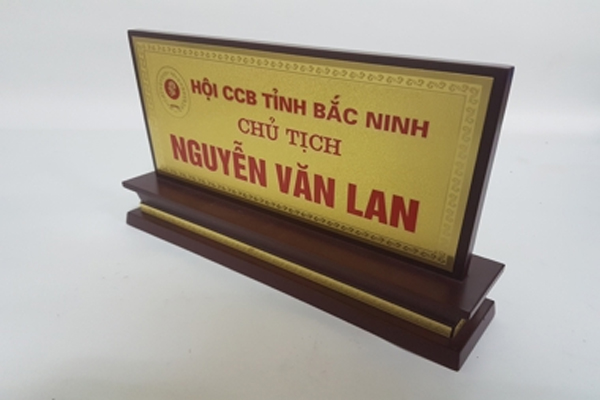 HỘI CCB TỈNH BẮC NINH
CHỦ TỊCH
NGUYỄN VĂN LAN